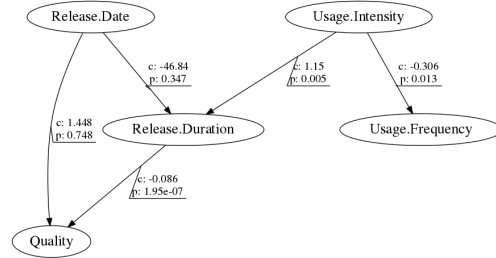 Release.Date
Usage.Intensity
c: -46.84
p: 0.347
c: 1.15
p: 0.005
c: -0.306
p: 0.013
c: 1.448
p: 0.748
Release.Duration
Usage.Frequency
c: -0.086
p: 1.95e-07
Quality